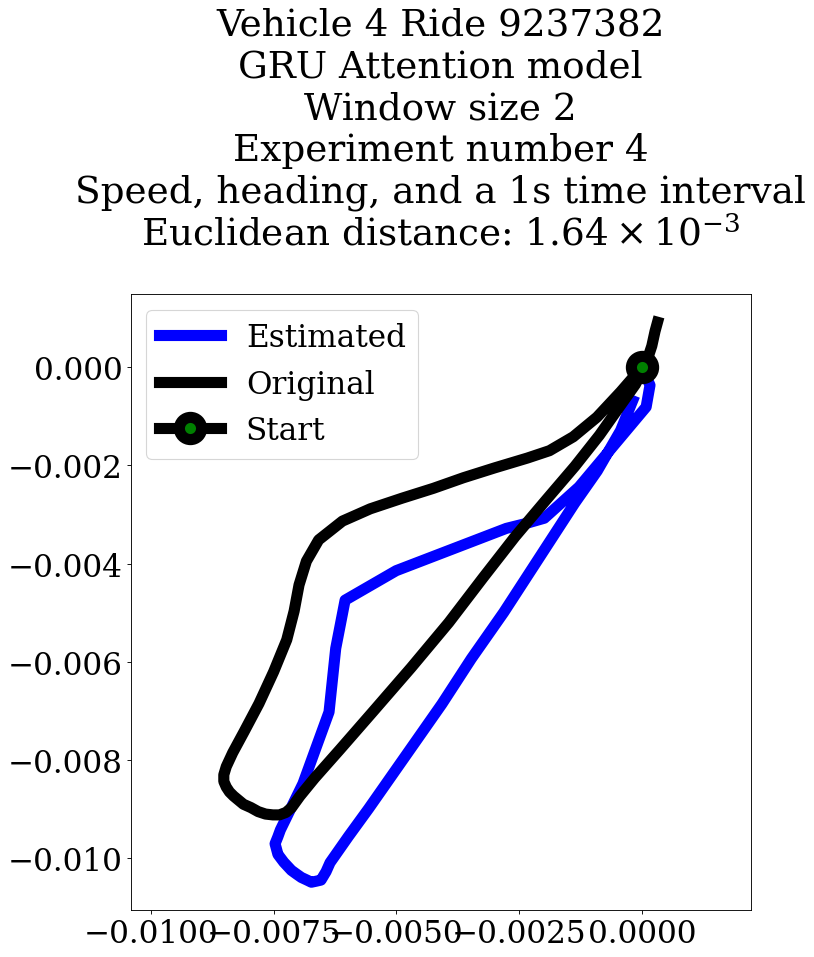 Vehicle 4 Ride 9237382
GRU Attention model
Window size 2
Experiment number 4
Speed, heading, and a 1s time interval
Euclidean distance: 1.64 × 10⁻³
Estimated
Original
Start
0.000
−0.002
−0.004
−0.006
−0.008
−0.010
−0.0100 −0.0075 −0.0050 −0.0025 0.0000